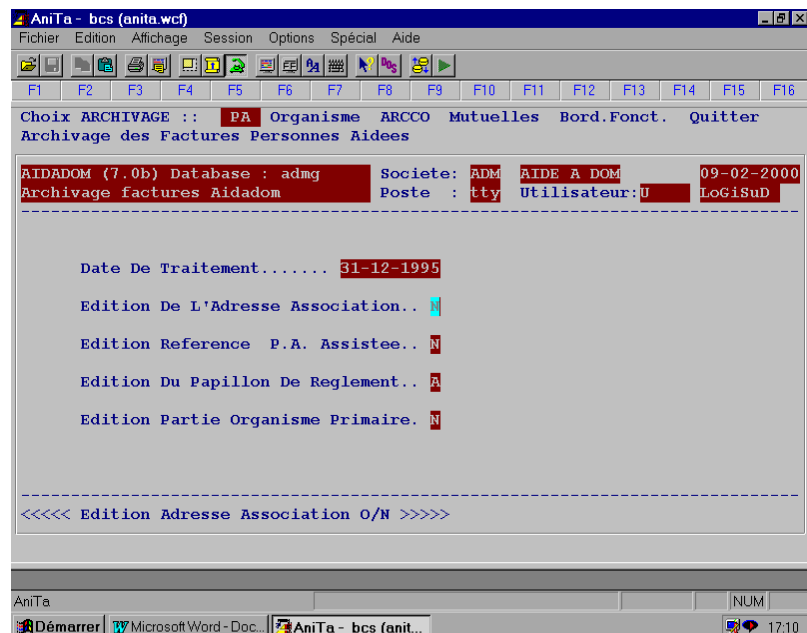 AniTa - bcs (anita.wcf)
Fichier Edition Affichage Session Options Spécial Aide
F1 F2 F3 F4 F5 F6 F7 F8 F9 F10 F11 F12 F13 F14 F15 F16
Choix ARCHIVAGE :: PA Organisme ARCCO Mutuelles Bord.Fonct. Quitter
Archivage des Factures Personnes Aidees
AIDADOM (7.0b) Database : admg Societe: ADM AIDE A DOM 09-02-2000
Archivage factures Aidadom Poste : tty Utilisateur:U LoGiSuD
Date De Traitement....... 31-12-1995
Edition De L'Adresse Association.. N
Edition Reference P.A. Assistee.. N
Edition Du Papillon De Reglement.. A
Edition Partie Organisme Primaire. N
<<<<< Edition Adresse Association O/N >>>>>
AniTa NUM
Démarrer Microsoft Word - Doc... AniTa - bcs (anit... 17:10